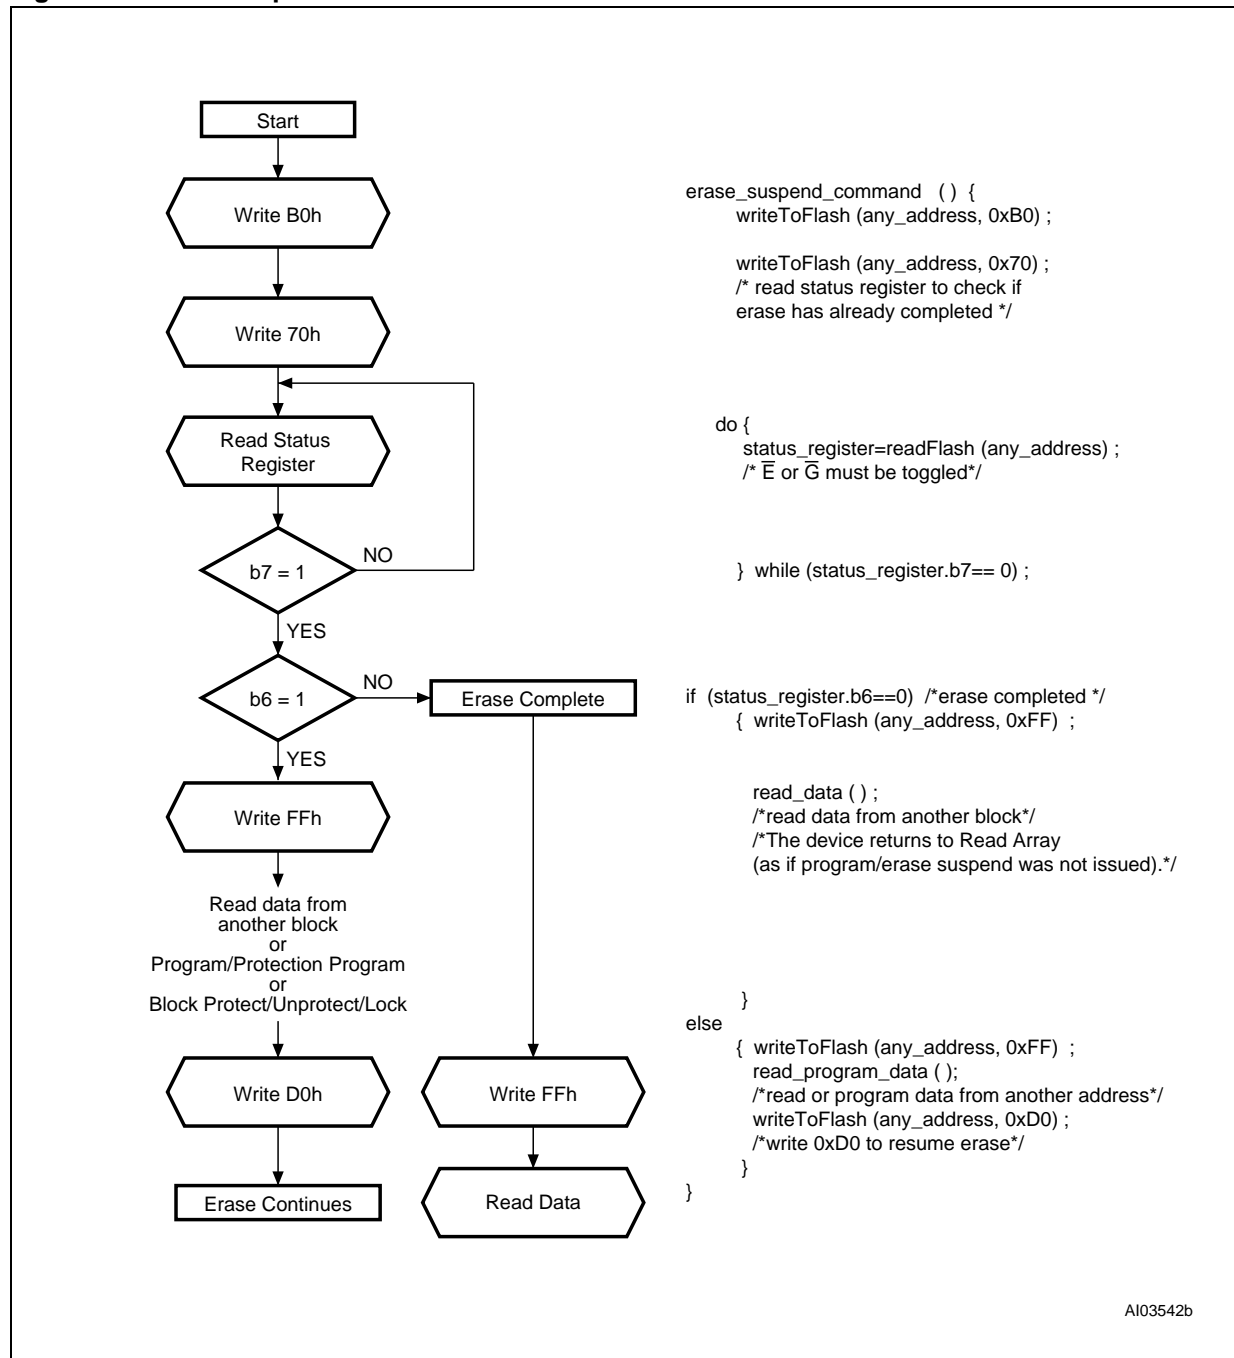 Start
Write B0h
Write 70h
Read Status
Register
b7 = 1
NO
YES
b6 = 1
NO
Erase Complete
YES
Write FFh
Read data from
another block
or
Program/Protection Program
or
Block Protect/Unprotect/Lock
Write D0h
Write FFh
Erase Continues
Read Data
erase_suspend_command ( ) {
writeToFlash (any_address, 0xB0) ;
writeToFlash (any_address, 0x70) ;
/* read status register to check if
erase has already completed */
do {
status_register=readFlash (any_address) ;
/* E̅ or G̅ must be toggled*/
} while (status_register.b7== 0) ;
if (status_register.b6==0) /*erase completed */
{ writeToFlash (any_address, 0xFF) ;
read_data ( ) ;
/*read data from another block*/
/*The device returns to Read Array
(as if program/erase suspend was not issued).*/
}
else
{ writeToFlash (any_address, 0xFF) ;
read_program_data ( );
/*read or program data from another address*/
writeToFlash (any_address, 0xD0) ;
/*write 0xD0 to resume erase*/
}
}
AI03542b